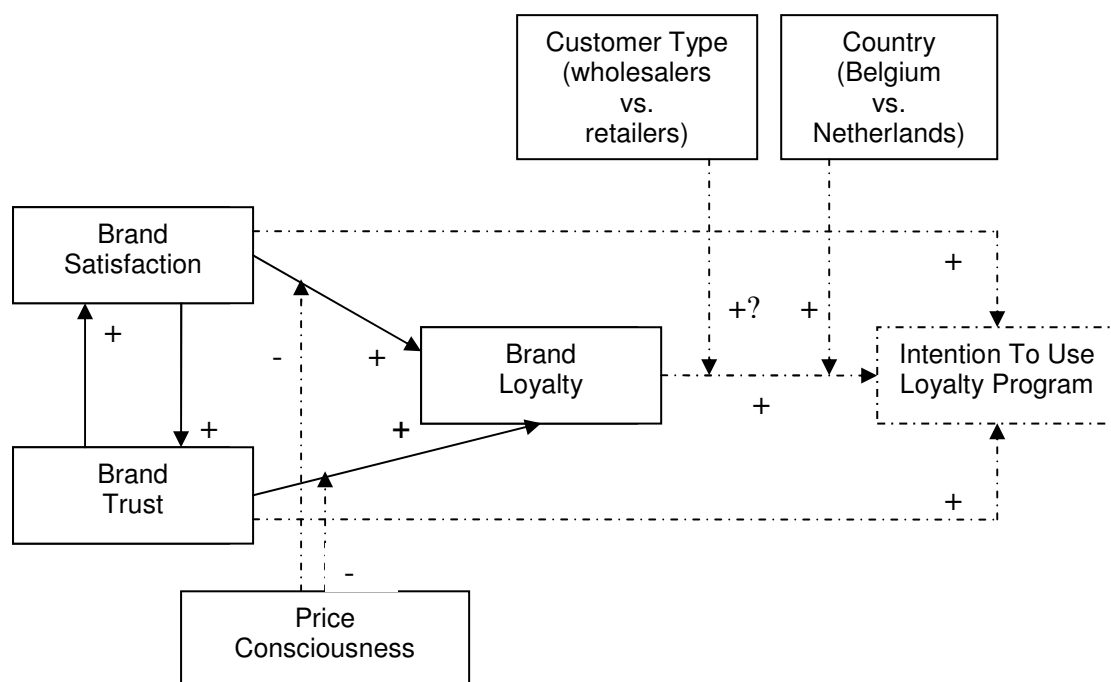 Customer Type
(wholesalers
vs.
retailers)
Country
(Belgium
vs.
Netherlands)
Brand
Satisfaction
+
+?
+
+
-
+
Brand
Loyalty
Intention To Use
Loyalty Program
+
+
+
Brand
Trust
+
-
Price
Consciousness